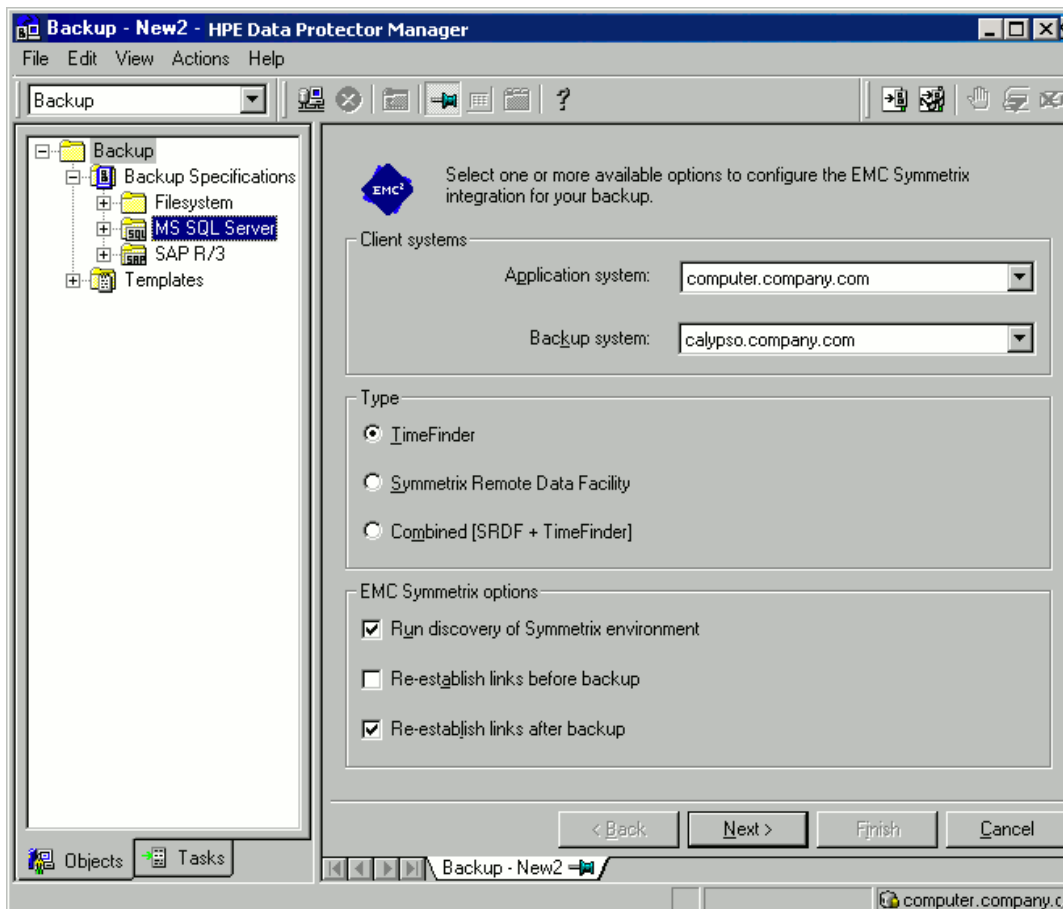 Backup - New2 - HPE Data Protector Manager
File Edit View Actions Help
Backup
?
Backup
Backup Specifications
Filesystem
MS SQL Server
SAP R/3
Templates
EMC²
Select one or more available options to configure the EMC Symmetrix
integration for your backup.
Client systems
Application system: computer.company.com
Backup system: calypso.company.com
Type
TimeFinder
Symmetrix Remote Data Facility
Combined [SRDF + TimeFinder]
EMC Symmetrix options
Run discovery of Symmetrix environment
Re-establish links before backup
Re-establish links after backup
< Back Next > Finish Cancel
Objects Tasks
Backup - New2
computer.company.c